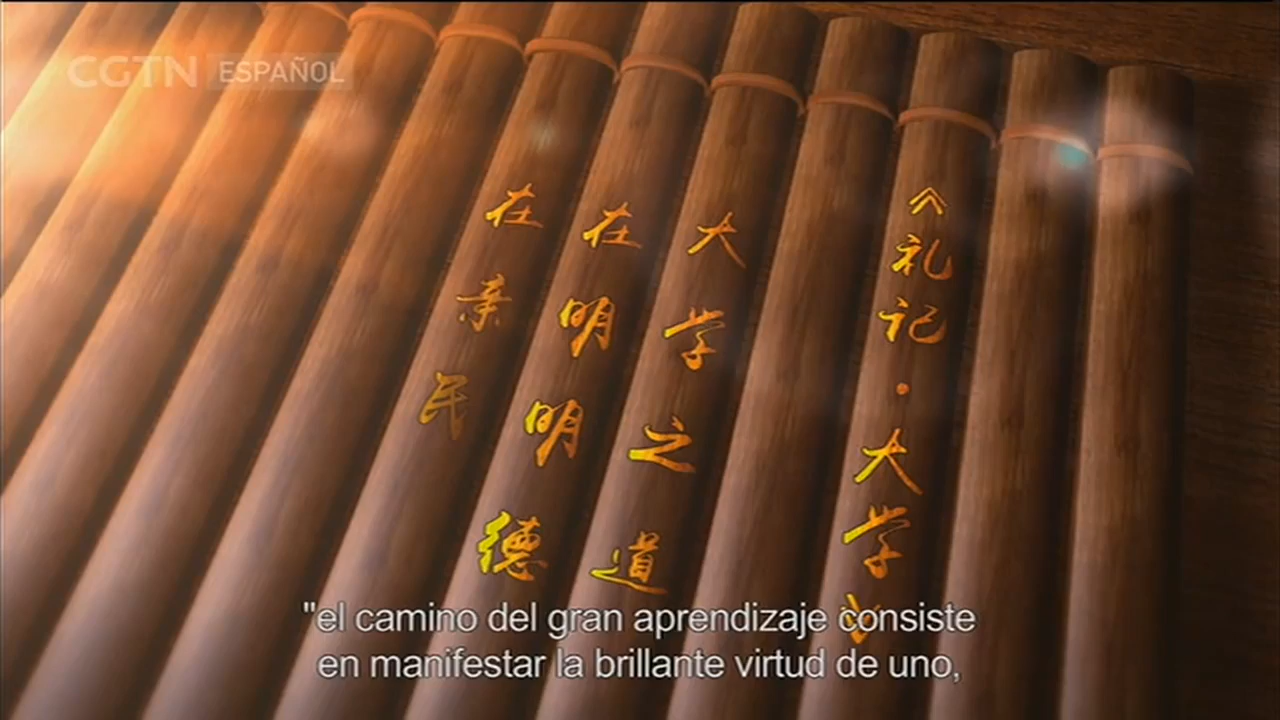 CGTN ESPAÑOL
《礼记·大学》
大学之道
在明明德
在亲民
"el camino del gran aprendizaje consiste
en manifestar la brillante virtud de uno,